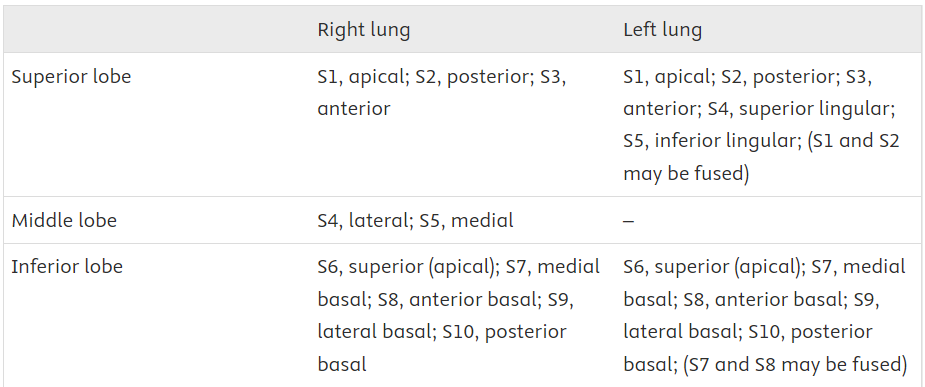 Right lung Left lung
Superior lobe S1, apical; S2, posterior; S3, S1, apical; S2, posterior; S3,
anterior anterior; S4, superior lingular;
S5, inferior lingular; (S1 and S2
may be fused)
Middle lobe S4, lateral; S5, medial –
Inferior lobe S6, superior (apical); S7, medial S6, superior (apical); S7, medial
basal; S8, anterior basal; S9, basal; S8, anterior basal; S9,
lateral basal; S10, posterior lateral basal; S10, posterior
basal basal; (S7 and S8 may be fused)